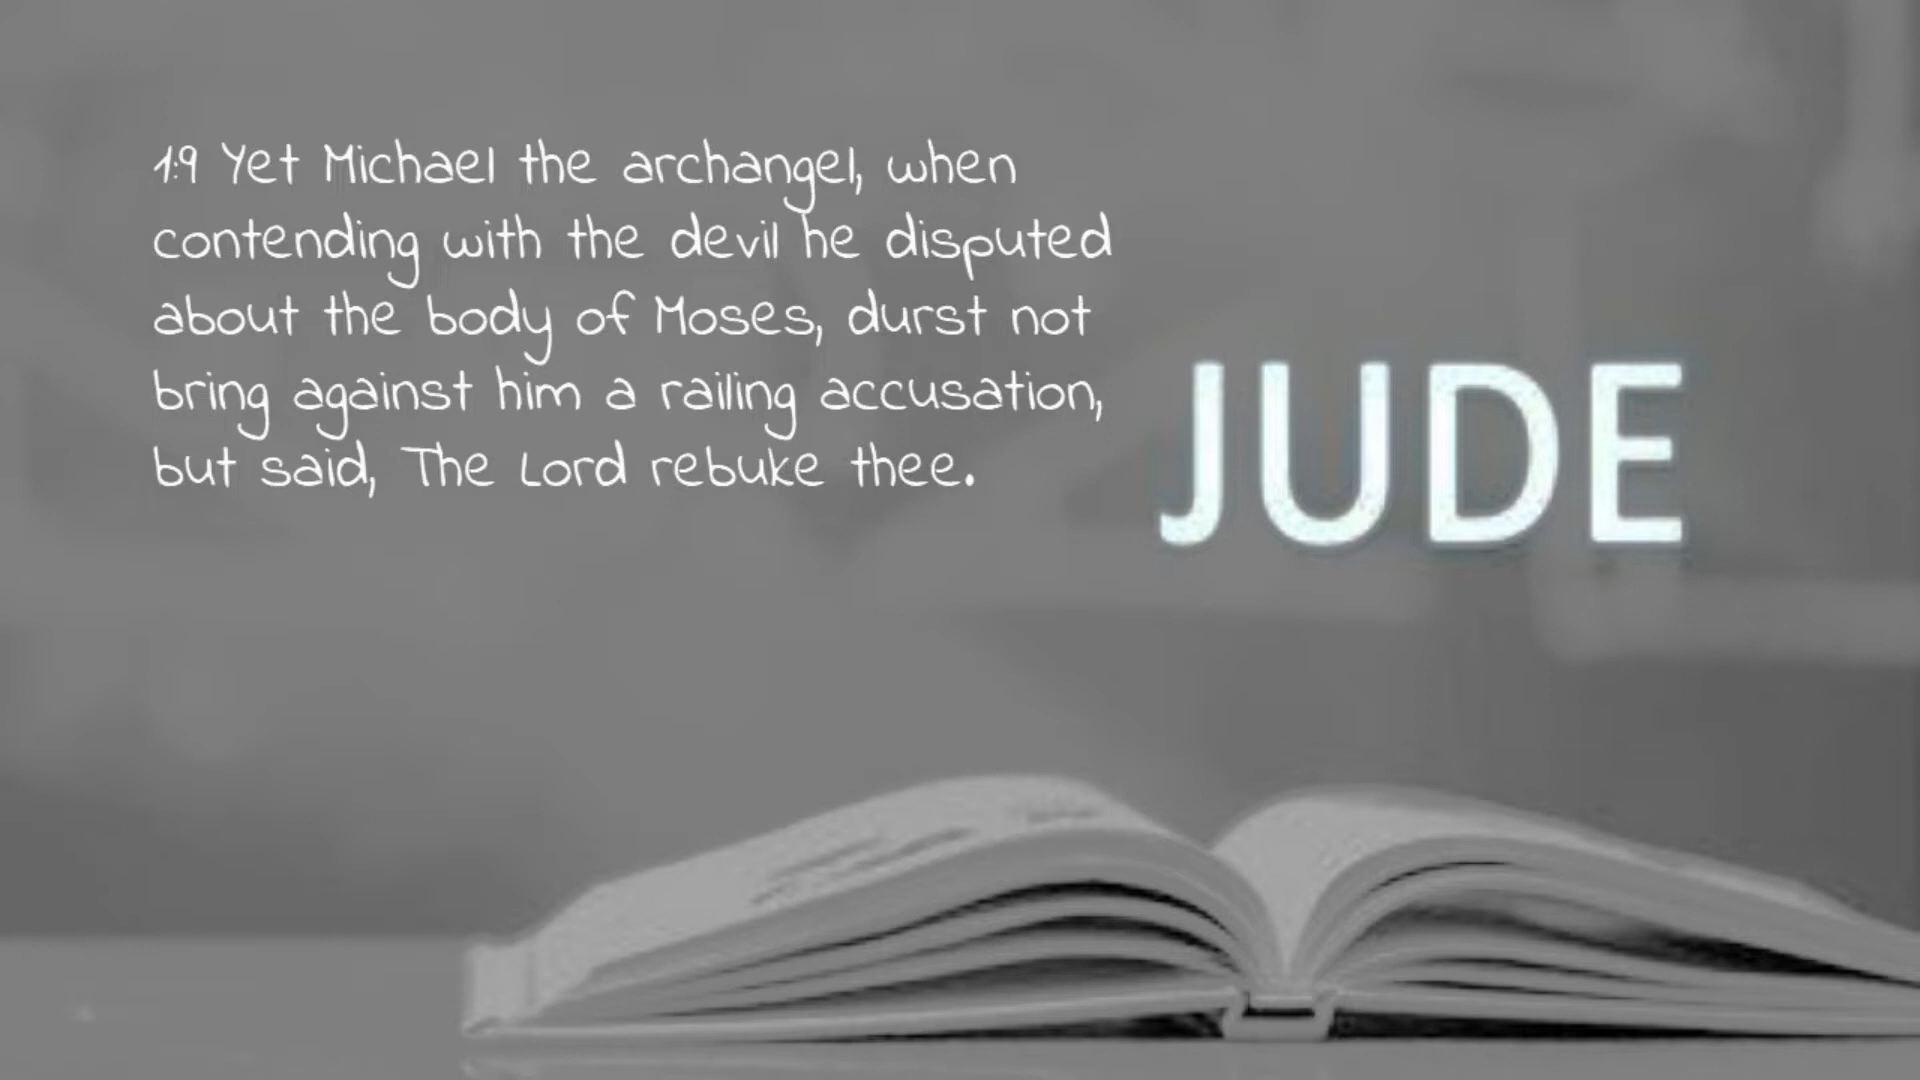 1:9 Yet Michael the archangel, when
contending with the devil he disputed
about the body of Moses, durst not
bring against him a railing accusation,
but said, The Lord rebuke thee.
JUDE